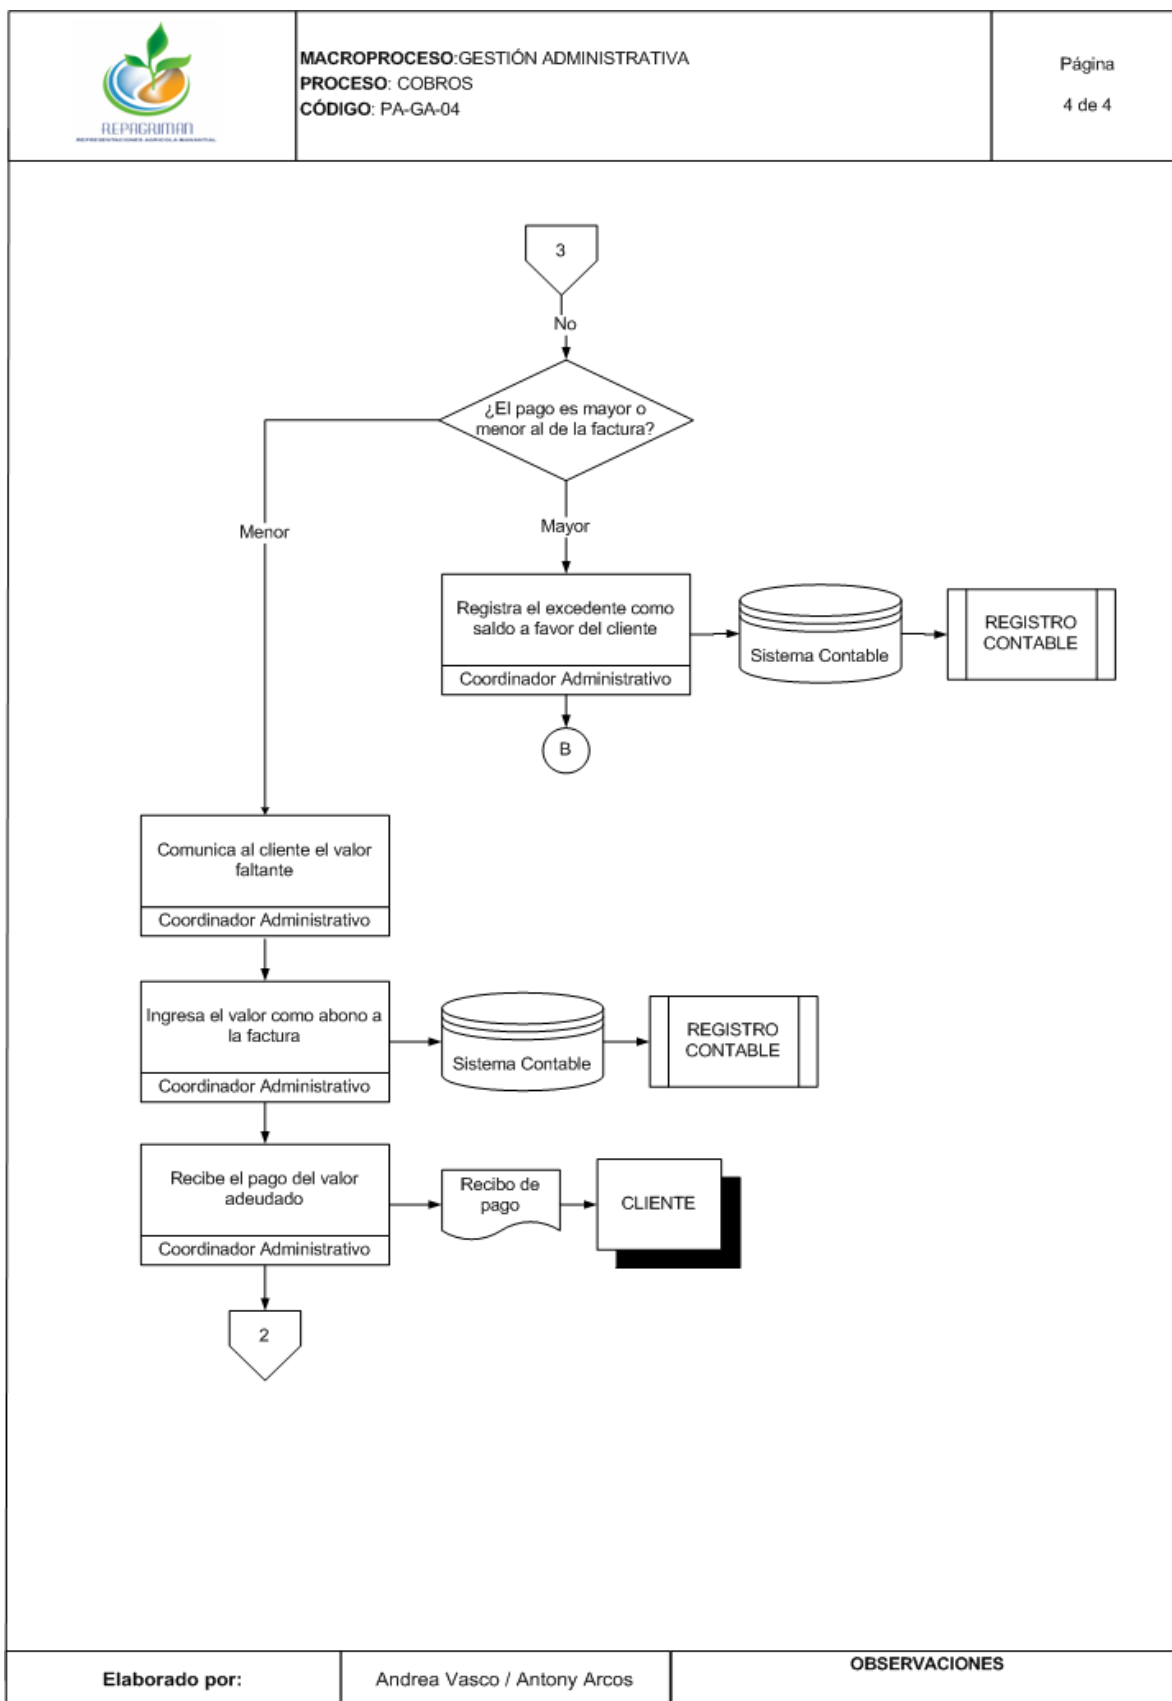 REPAGRIMAN
REPRESENTACIONES AGRICOLA MANANTIAL
MACROPROCESO:GESTIÓN ADMINISTRATIVA
PROCESO: COBROS
CÓDIGO: PA-GA-04
Página
4 de 4
3
No
¿El pago es mayor o
menor al de la factura?
Menor
Mayor
Registra el excedente como
saldo a favor del cliente
Coordinador Administrativo
Sistema Contable
REGISTRO
CONTABLE
B
Comunica al cliente el valor
faltante
Coordinador Administrativo
Ingresa el valor como abono a
la factura
Coordinador Administrativo
Sistema Contable
REGISTRO
CONTABLE
Recibe el pago del valor
adeudado
Coordinador Administrativo
Recibo de
pago
CLIENTE
2
Elaborado por:
Andrea Vasco / Antony Arcos
OBSERVACIONES